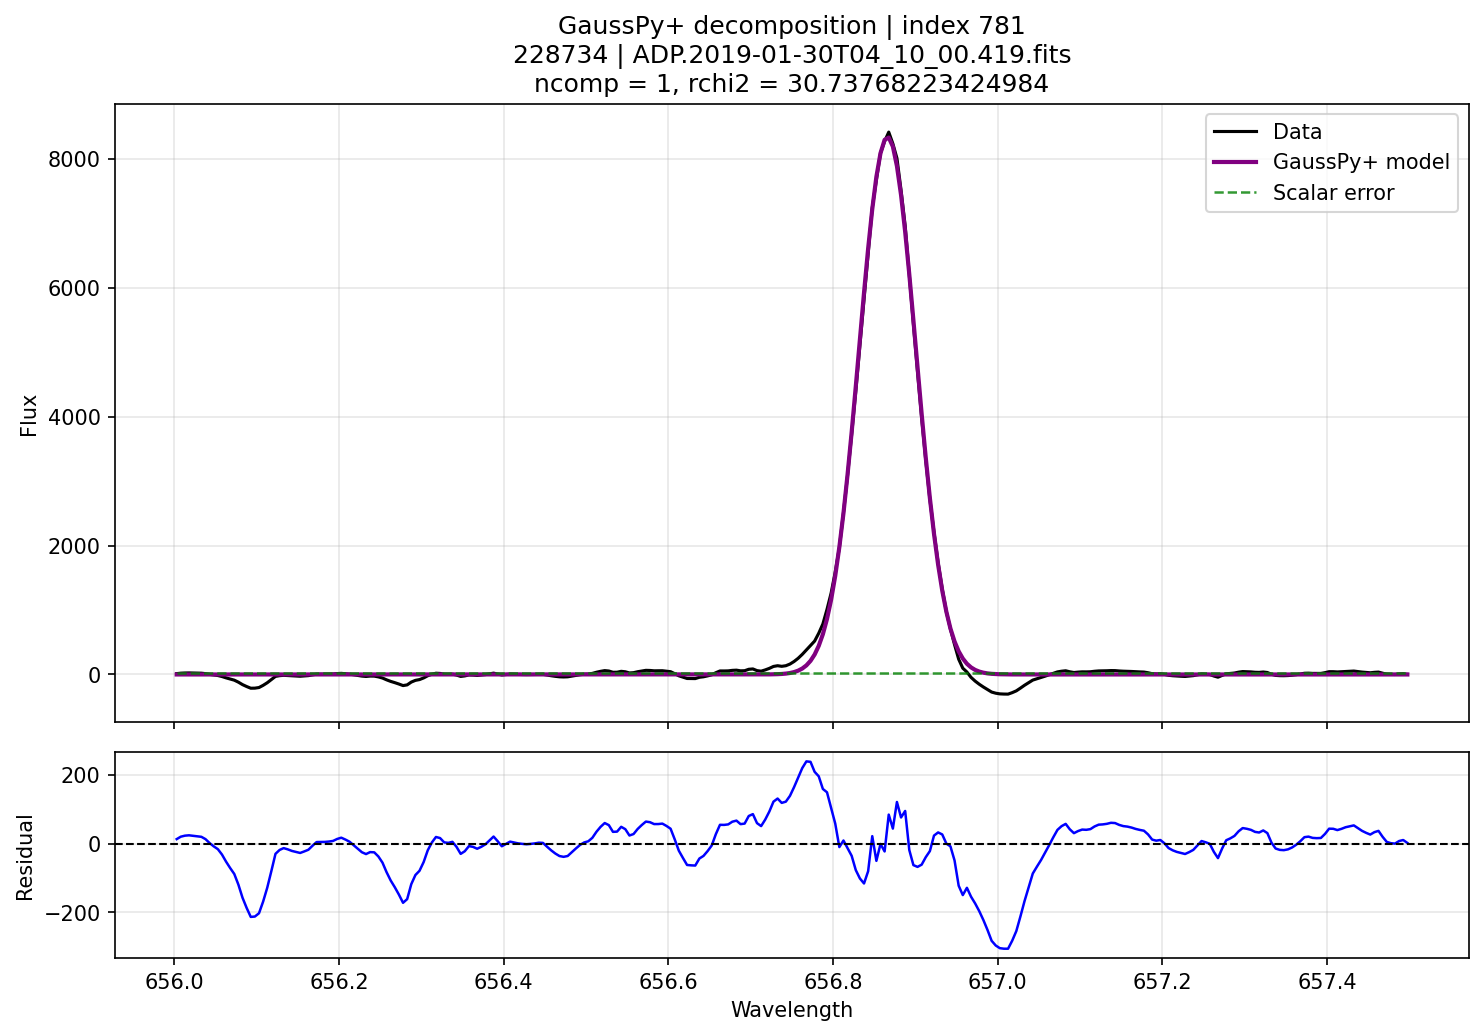 GaussPy+ decomposition | index 781
228734 | ADP.2019-01-30T04_10_00.419.fits
ncomp = 1, rchi2 = 30.73768223424984
Data
GaussPy+ model
Scalar error
8000
6000
4000
2000
0
Flux
200
0
−200
Residual
656.0 656.2 656.4 656.6 656.8 657.0 657.2 657.4
Wavelength